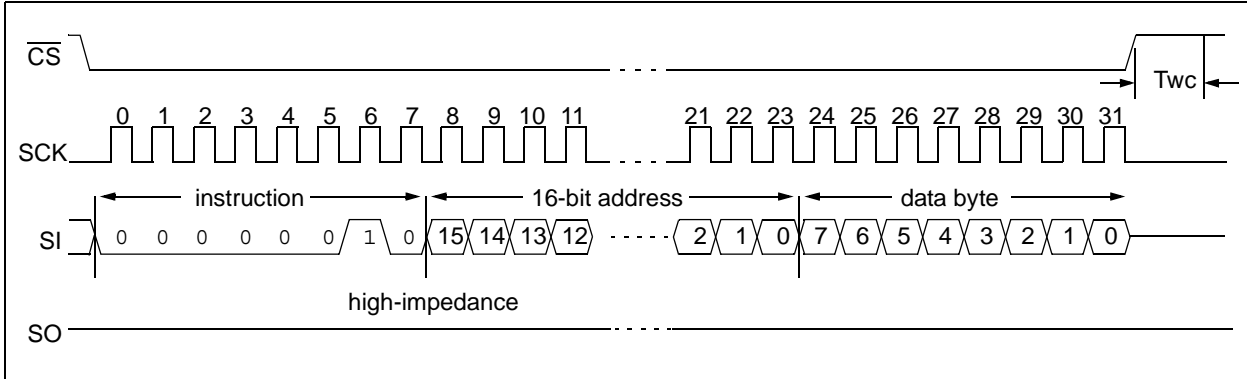 CS
Twc
0 1 2 3 4 5 6 7 8 9 10 11 21 22 23 24 25 26 27 28 29 30 31
SCK
instruction 16-bit address data byte
SI 0 0 0 0 0 0 1 0 15 14 13 12 2 1 0 7 6 5 4 3 2 1 0
high-impedance
SO